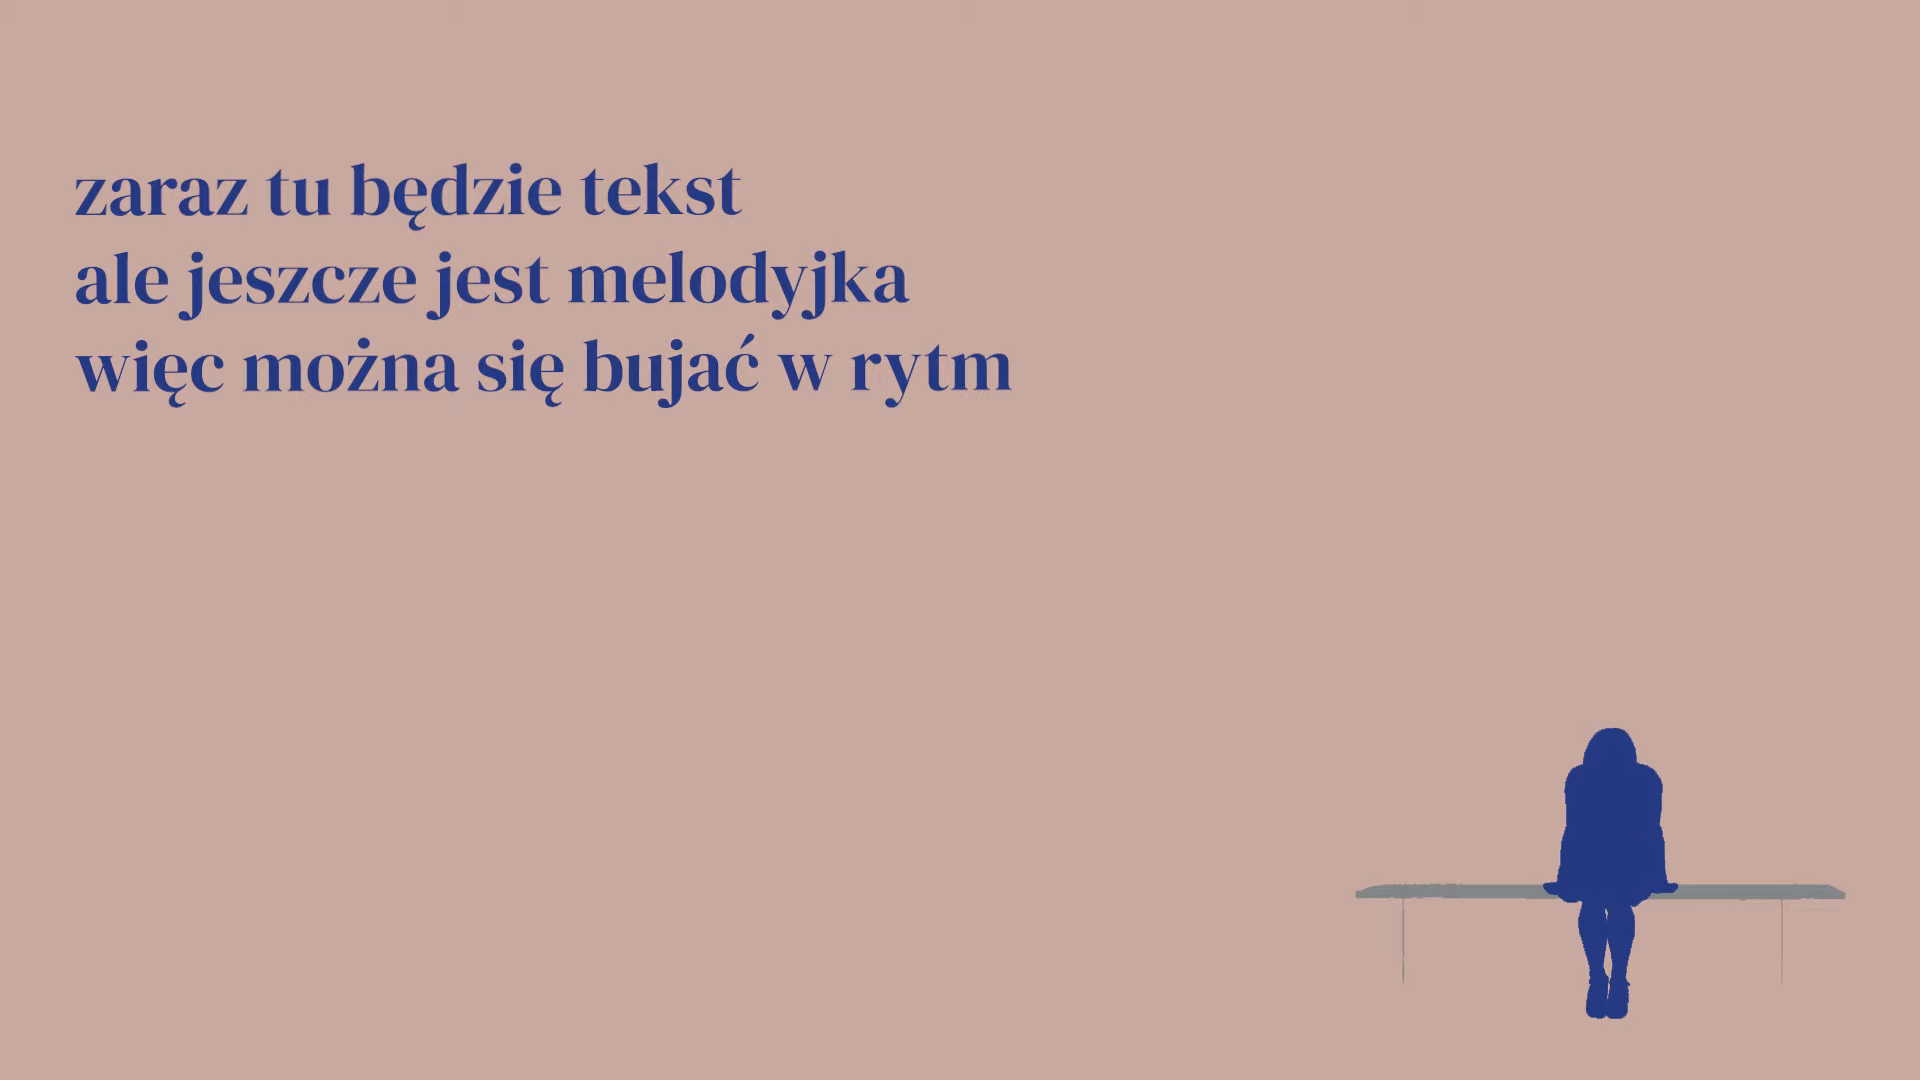 zaraz tu będzie tekst
ale jeszcze jest melodyjka
więc można się bujać w rytm